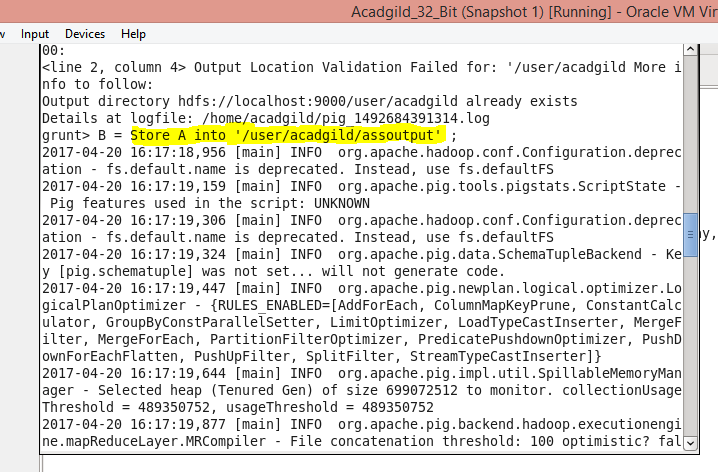 Acadgild_32_Bit (Snapshot 1) [Running] - Oracle VM Vir
Input Devices Help
00:
<line 2, column 4> Output Location Validation Failed for: '/user/acadgild More i
nfo to follow:
Output directory hdfs://localhost:9000/user/acadgild already exists
Details at logfile: /home/acadgild/pig_1492684391314.log
grunt> B = Store A into '/user/acadgild/assoutput' ;
2017-04-20 16:17:18,956 [main] INFO  org.apache.hadoop.conf.Configuration.deprec
ation - fs.default.name is deprecated. Instead, use fs.defaultFS
2017-04-20 16:17:19,159 [main] INFO  org.apache.pig.tools.pigstats.ScriptState -
 Pig features used in the script: UNKNOWN
2017-04-20 16:17:19,306 [main] INFO  org.apache.hadoop.conf.Configuration.deprec
ation - fs.default.name is deprecated. Instead, use fs.defaultFS
2017-04-20 16:17:19,324 [main] INFO  org.apache.pig.data.SchemaTupleBackend - Ke
y [pig.schematuple] was not set... will not generate code.
2017-04-20 16:17:19,447 [main] INFO  org.apache.pig.newplan.logical.optimizer.Lo
gicalPlanOptimizer - {RULES_ENABLED=[AddForEach, ColumnMapKeyPrune, ConstantCalc
ulator, GroupByConstParallelSetter, LimitOptimizer, LoadTypeCastInserter, MergeF
ilter, MergeForEach, PartitionFilterOptimizer, PredicatePushdownOptimizer, PushD
ownForEachFlatten, PushUpFilter, SplitFilter, StreamTypeCastInserter]}
2017-04-20 16:17:19,644 [main] INFO  org.apache.pig.impl.util.SpillableMemoryMan
ager - Selected heap (Tenured Gen) of size 699072512 to monitor. collectionUsage
Threshold = 489350752, usageThreshold = 489350752
2017-04-20 16:17:19,877 [main] INFO  org.apache.pig.backend.hadoop.executionengi
ne.mapReduceLayer.MRCompiler - File concatenation threshold: 100 optimistic? fal